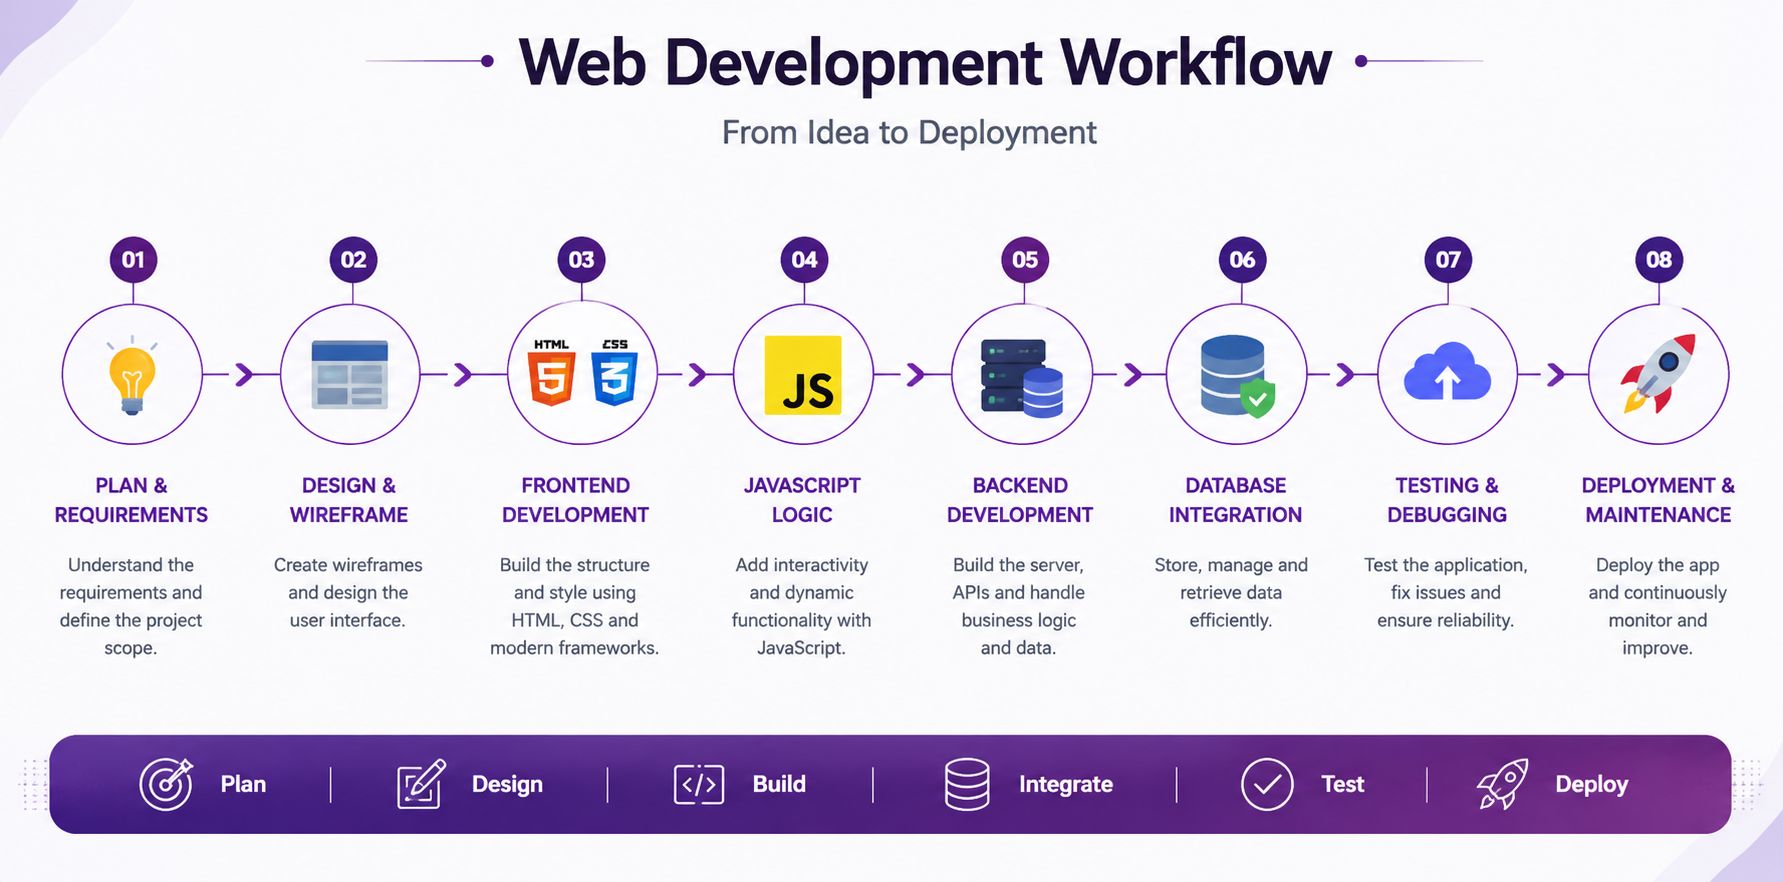 Web Development Workflow
From Idea to Deployment
01
PLAN &
REQUIREMENTS
Understand the
requirements and
define the project
scope.
02
DESIGN &
WIREFRAME
Create wireframes
and design the
user interface.
03
HTML
5
CSS
3
FRONTEND
DEVELOPMENT
Build the structure
and style using
HTML, CSS and
modern frameworks.
04
JS
JAVASCRIPT
LOGIC
Add interactivity
and dynamic
functionality with
JavaScript.
05
BACKEND
DEVELOPMENT
Build the server,
APIs and handle
business logic
and data.
06
DATABASE
INTEGRATION
Store, manage and
retrieve data
efficiently.
07
TESTING &
DEBUGGING
Test the application,
fix issues and
ensure reliability.
08
DEPLOYMENT &
MAINTENANCE
Deploy the app
and continuously
monitor and
improve.
Plan
Design
</> Build
Integrate
Test
Deploy